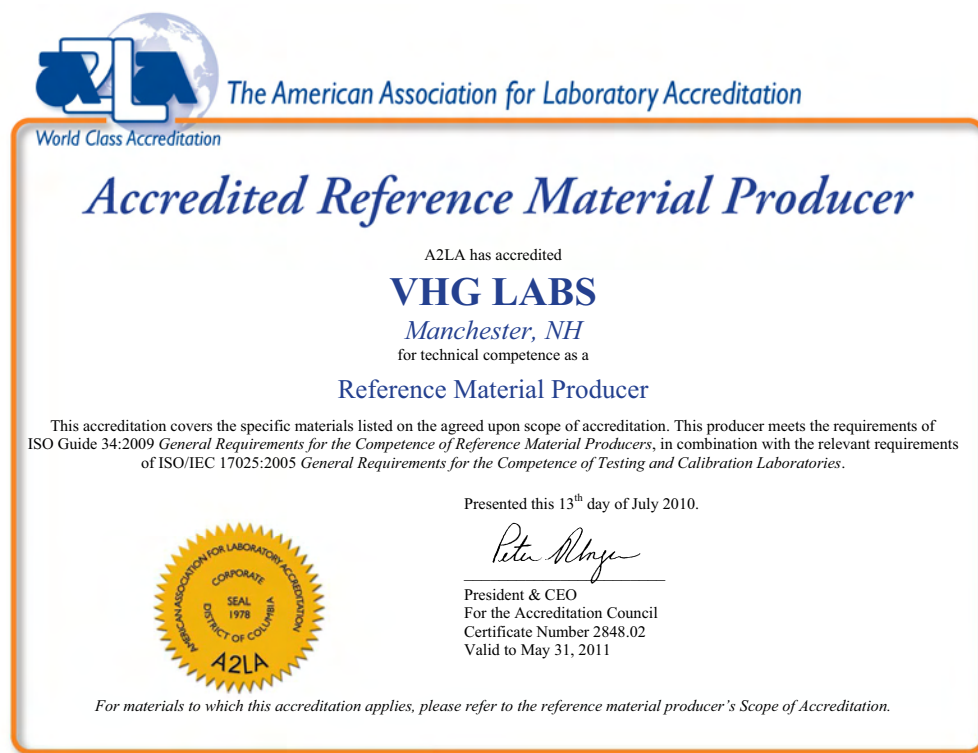 a2La
The American Association for Laboratory Accreditation
World Class Accreditation
Accredited Reference Material Producer
A2LA has accredited
VHG LABS
Manchester, NH
for technical competence as a
Reference Material Producer
This accreditation covers the specific materials listed on the agreed upon scope of accreditation. This producer meets the requirements of
ISO Guide 34:2009 General Requirements for the Competence of Reference Material Producers, in combination with the relevant requirements
of ISO/IEC 17025:2005 General Requirements for the Competence of Testing and Calibration Laboratories.
Presented this 13th day of July 2010.
Peter Unger
President & CEO
For the Accreditation Council
Certificate Number 2848.02
Valid to May 31, 2011
AMERICAN ASSOCIATION FOR LABORATORY ACCREDITATION
CORPORATE
SEAL
1978
DISTRICT OF COLUMBIA
A2LA
For materials to which this accreditation applies, please refer to the reference material producer’s Scope of Accreditation.